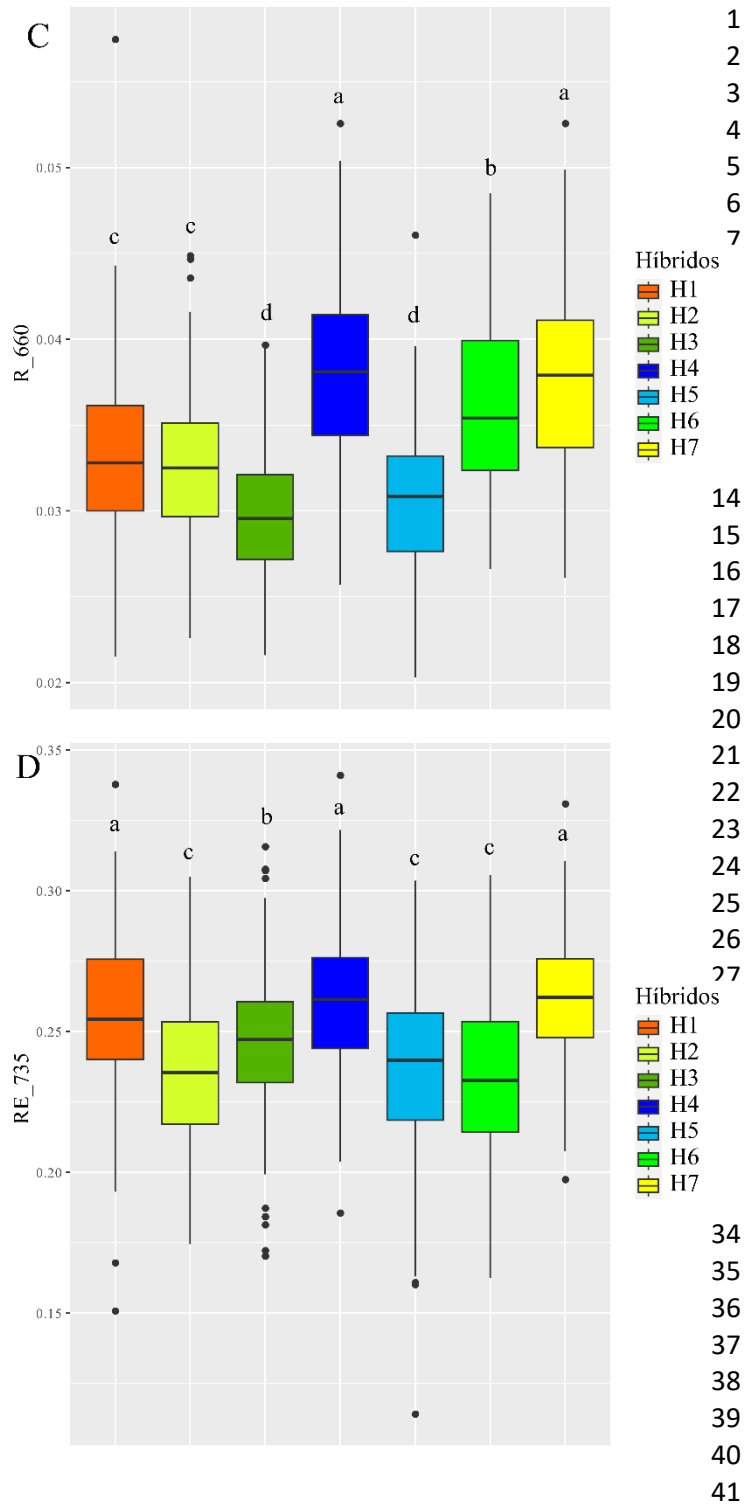 C
1
2
3
4
5
6
7
a
a
b
c
c
d
d
0.05
0.04
0.03
0.02
R_660
Híbridos
H1
H2
H3
H4
H5
H6
H7
14
15
16
17
18
19
20
21
22
23
24
25
26
27
D
0.35
0.30
0.25
0.20
0.15
RE_735
a
c
b
a
c
c
a
Híbridos
H1
H2
H3
H4
H5
H6
H7
34
35
36
37
38
39
40
41